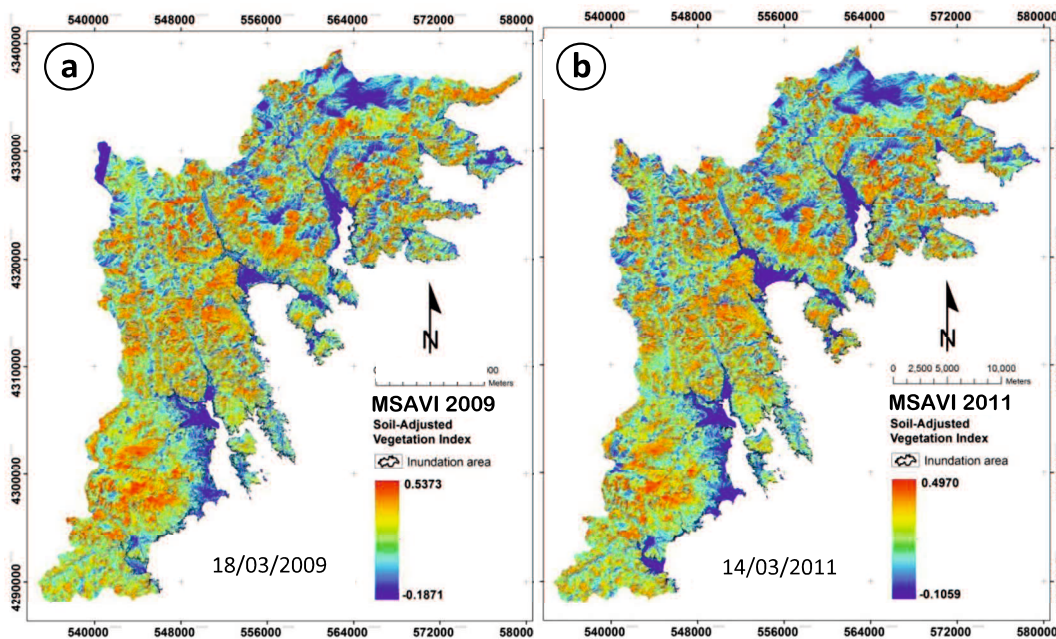 540000 548000 556000 564000 572000 58000
540000 548000 556000 564000 572000 580000
a
b
4340000
4330000
4320000
4310000
4300000
4290000
N
N
00
Meters
0 2,500 5,000 10,000
Meters
MSAVI 2009
Soil-Adjusted
Vegetation Index
Inundation area
0.5373
-0.1871
18/03/2009
MSAVI 2011
Soil-Adjusted
Vegetation Index
Inundation area
0.4970
-0.1059
14/03/2011
540000 548000 556000 564000 572000 58000
540000 548000 556000 564000 572000 58000